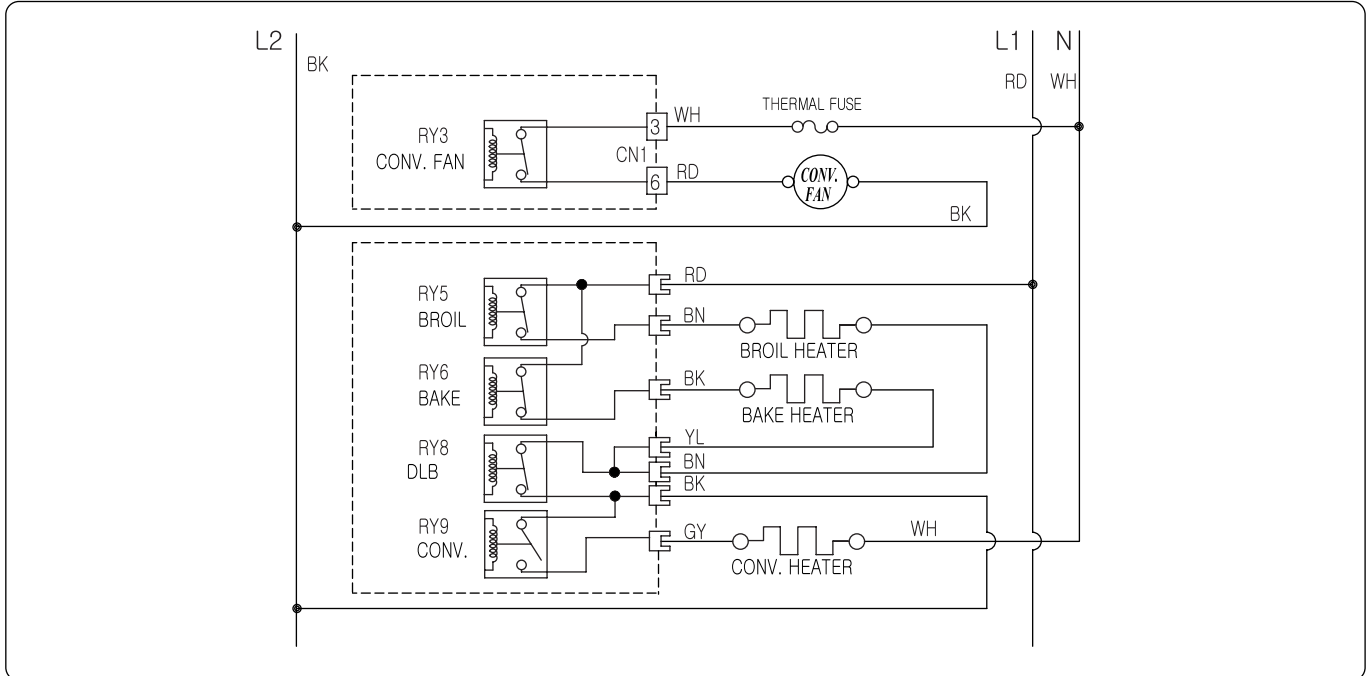 L2
L1
N
BK
RD
WH
THERMAL FUSE
RY3
CONV. FAN
3
WH
CN1
6
RD
CONV.
FAN
BK
RY5
BROIL
RD
BN
BROIL HEATER
RY6
BAKE
BK
BAKE HEATER
RY8
DLB
YL
BN
BK
RY9
CONV.
GY
WH
CONV. HEATER